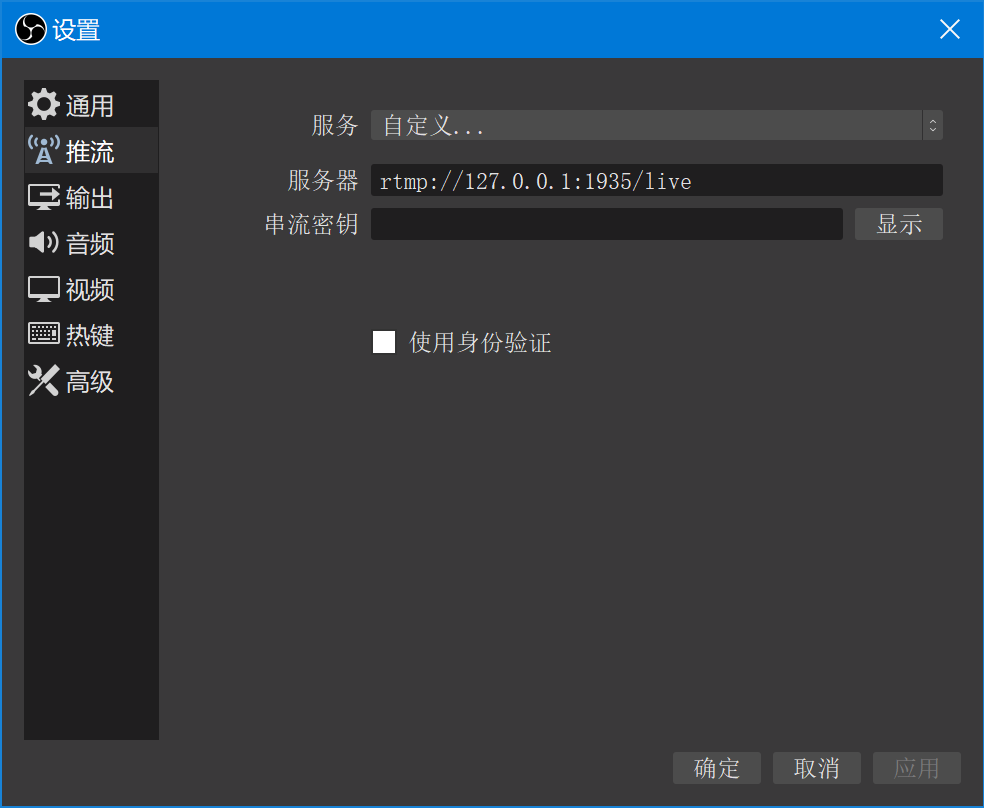 设置
通用
推流
输出
音频
视频
热键
高级
服务 自定义...
服务器 rtmp://127.0.0.1:1935/live
串流密钥 显示
使用身份验证
确定 取消 应用